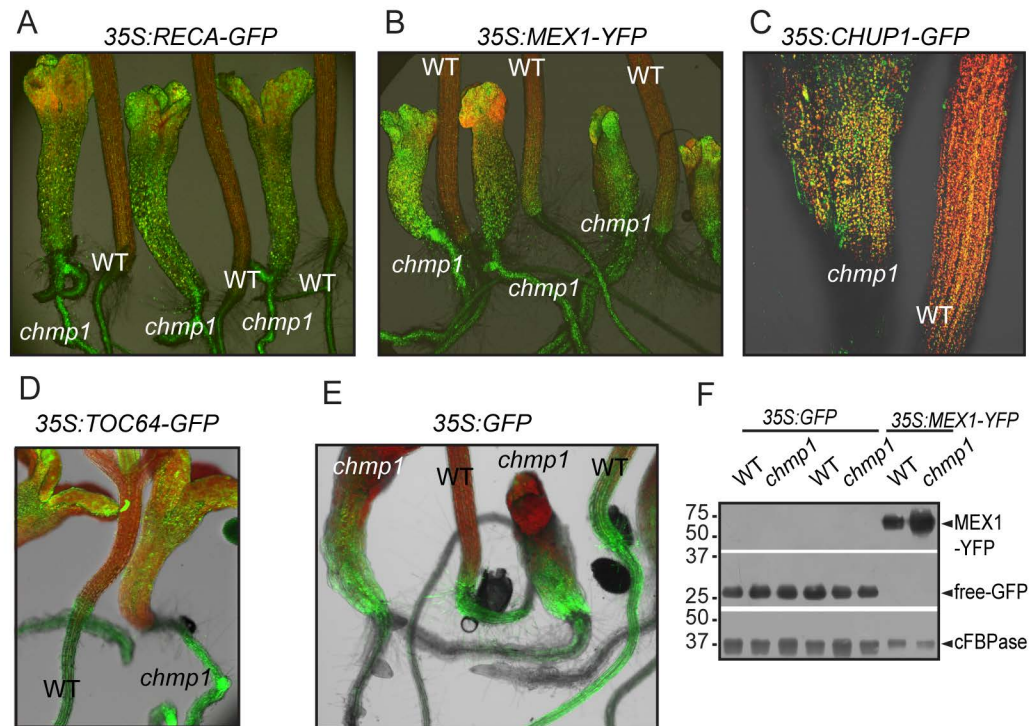 A
35S:RECA-GFP
WT
WT
WT
chmp1
chmp1
chmp1
B
35S:MEX1-YFP
WT
WT
WT
chmp1
chmp1
chmp1
C
35S:CHUP1-GFP
chmp1
WT
D
35S:TOC64-GFP
WT
chmp1
E
35S:GFP
chmp1
WT
chmp1
WT
F
35S:GFP 35S:MEX1-YFP
WT chmp1 WT chmp1 WT chmp1
75
50
MEX1
-YFP
37
25
free-GFP
50
37
cFBPase